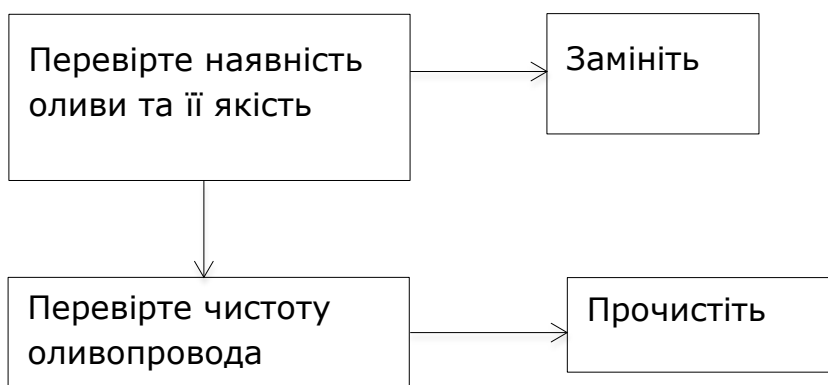 Перевірте наявність
оливи та її якість
Замініть
Перевірте чистоту
оливопровода
Прочистіть